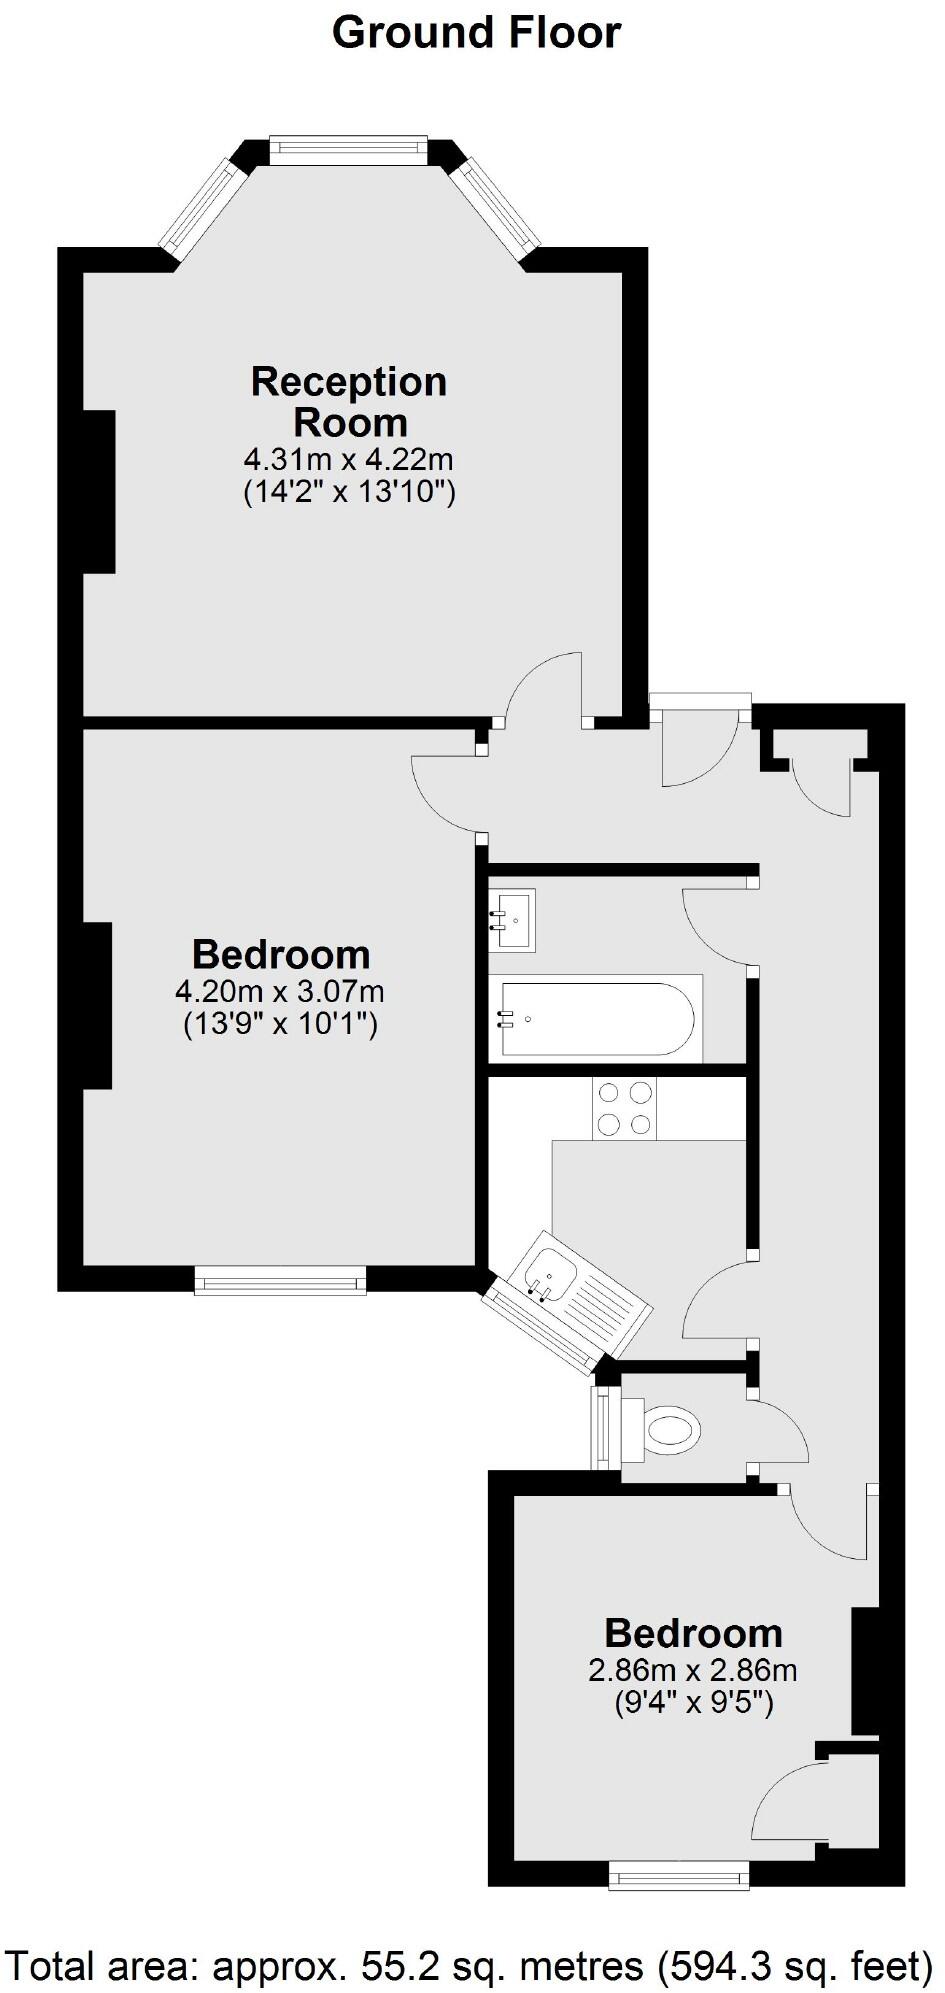 Ground Floor
Reception
Room
4.31m x 4.22m
(14'2" x 13'10")
Bedroom
4.20m x 3.07m
(13'9" x 10'1")
Bedroom
2.86m x 2.86m
(9'4" x 9'5")
Total area: approx. 55.2 sq. metres (594.3 sq. feet)